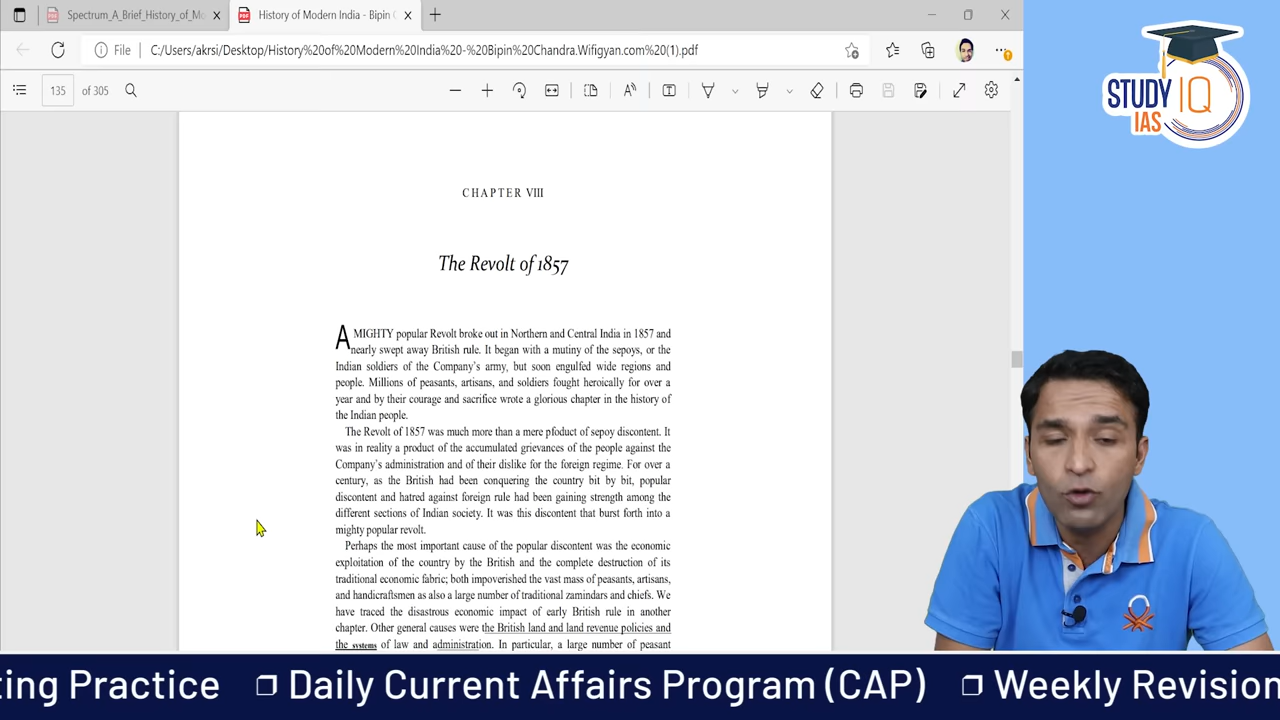 Spectrum_A_Brief_History_of_Mo
History of Modern India - Bipin C
File
C:/Users/akrsi/Desktop/History%20of%20Modern%20India%20-%20Bipin%20Chandra.Wifigyan.com%20(1).pdf
135 of 305
STUDY IQ
IAS
CHAPTER VIII
The Revolt of 1857
A MIGHTY popular Revolt broke out in Northern and Central India in 1857 and
nearly swept away British rule. It began with a mutiny of the sepoys, or the
Indian soldiers of the Company's army, but soon engulfed wide regions and
people. Millions of peasants, artisans, and soldiers fought heroically for over a
year and by their courage and sacrifice wrote a glorious chapter in the history of
the Indian people.
The Revolt of 1857 was much more than a mere pfoduct of sepoy discontent. It
was in reality a product of the accumulated grievances of the people against the
Company's administration and of their dislike for the foreign regime. For over a
century, as the British had been conquering the country bit by bit, popular
discontent and hatred against foreign rule had been gaining strength among the
different sections of Indian society. It was this discontent that burst forth into a
mighty popular revolt.
Perhaps the most important cause of the popular discontent was the economic
exploitation of the country by the British and the complete destruction of its
traditional economic fabric; both impoverished the vast mass of peasants, artisans,
and handicraftsmen as also a large number of traditional zamindars and chiefs. We
have traced the disastrous economic impact of early British rule in another
chapter. Other general causes were the British land and land revenue policies and
the systems of law and administration. In particular, a large number of peasant
ting Practice ❐ Daily Current Affairs Program (CAP) ❐ Weekly Revision